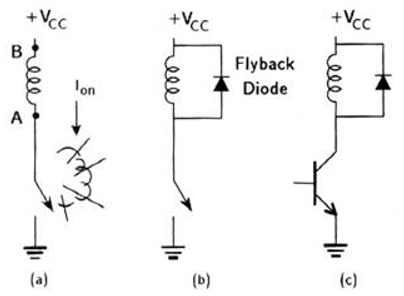 +VCC +VCC +VCC
B
Flyback
Diode
Ion
A
(a) (b) (c)